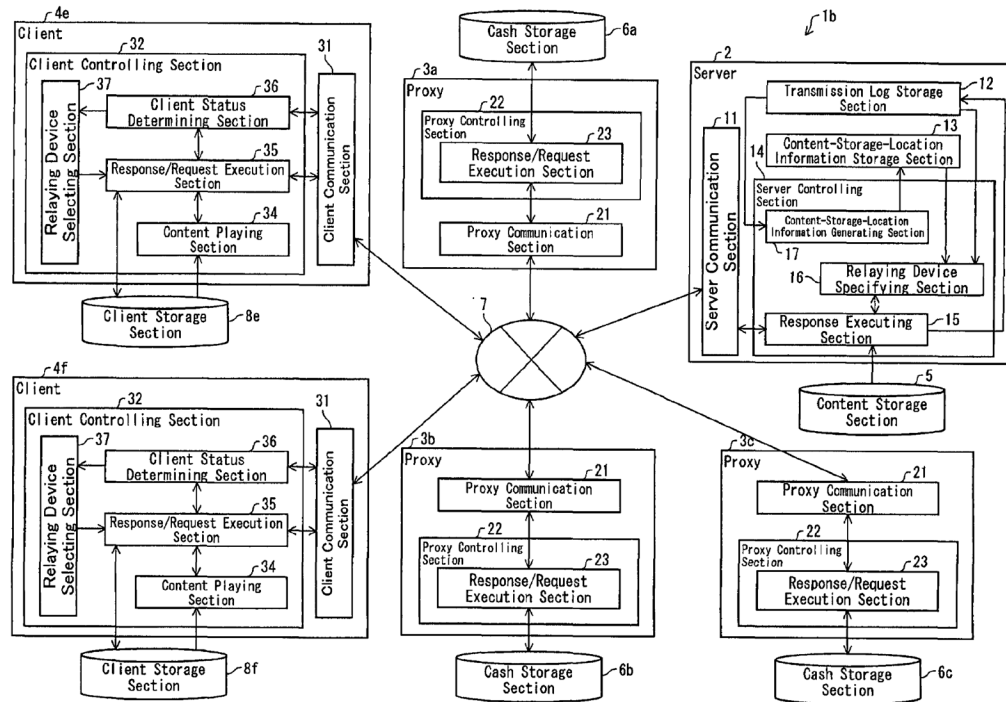 1b
4e
Client
32
Client Controlling Section
37
Relaying Device
Selecting Section
36
Client Status
Determining Section
35
Response/Request Execution
Section
34
Content Playing
Section
31
Client Communication
Section
Client Storage
Section
8e
Cash Storage
Section
6a
3a
Proxy
22
Proxy Controlling
Section
23
Response/Request
Execution Section
21
Proxy Communication
Section
2
Server
11
Server Communication
Section
12
Transmission Log Storage
Section
13
Content-Storage-Location
Information Storage Section
14
Server Controlling
Section
Content-Storage-Location
Information Generating Section
17
16
Relaying Device
Specifying Section
Response Executing
Section
15
5
Content Storage
Section
7
4f
Client
32
Client Controlling Section
37
Relaying Device
Selecting Section
36
Client Status
Determining Section
35
Response/Request Execution
Section
34
Content Playing
Section
31
Client Communication
Section
Client Storage
Section
8f
3b
Proxy
21
Proxy Communication
Section
22
Proxy Controlling
Section
23
Response/Request
Execution Section
Cash Storage
Section
6b
3c
Proxy
21
Proxy Communication
Section
22
Proxy Controlling
Section
23
Response/Request
Execution Section
Cash Storage
Section
6c